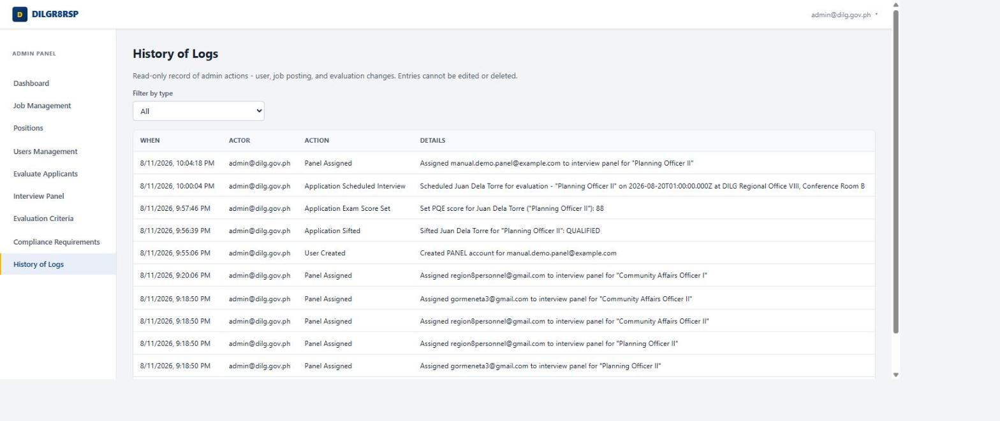 D DILGR8RSP
admin@dilg.gov.ph
ADMIN PANEL
Dashboard
Job Management
Positions
Users Management
Evaluate Applicants
Interview Panel
Evaluation Criteria
Compliance Requirements
History of Logs
History of Logs
Read-only record of admin actions - user, job posting, and evaluation changes. Entries cannot be edited or deleted.
Filter by type
All
WHEN ACTOR ACTION DETAILS
8/11/2026, 10:04:18 PM admin@dilg.gov.ph Panel Assigned Assigned manual.demo.panel@example.com to interview panel for "Planning Officer II"
8/11/2026, 10:00:04 PM admin@dilg.gov.ph Application Scheduled Interview Scheduled Juan Dela Torre for evaluation - "Planning Officer II" on 2026-08-20T01:00:00.000Z at DILG Regional Office VIII, Conference Room B
8/11/2026, 9:57:46 PM admin@dilg.gov.ph Application Exam Score Set Set PQE score for Juan Dela Torre ("Planning Officer II"): 88
8/11/2026, 9:56:39 PM admin@dilg.gov.ph Application Sifted Sifted Juan Dela Torre for "Planning Officer II": QUALIFIED
8/11/2026, 9:55:06 PM admin@dilg.gov.ph User Created Created PANEL account for manual.demo.panel@example.com
8/11/2026, 9:20:06 PM admin@dilg.gov.ph Panel Assigned Assigned region8personnel@gmail.com to interview panel for "Community Affairs Officer I"
8/11/2026, 9:18:50 PM admin@dilg.gov.ph Panel Assigned Assigned gormeneta3@gmail.com to interview panel for "Community Affairs Officer II"
8/11/2026, 9:18:50 PM admin@dilg.gov.ph Panel Assigned Assigned region8personnel@gmail.com to interview panel for "Community Affairs Officer II"
8/11/2026, 9:18:50 PM admin@dilg.gov.ph Panel Assigned Assigned region8personnel@gmail.com to interview panel for "Planning Officer II"
8/11/2026, 9:18:50 PM admin@dilg.gov.ph Panel Assigned Assigned gormeneta3@gmail.com to interview panel for "Planning Officer II"